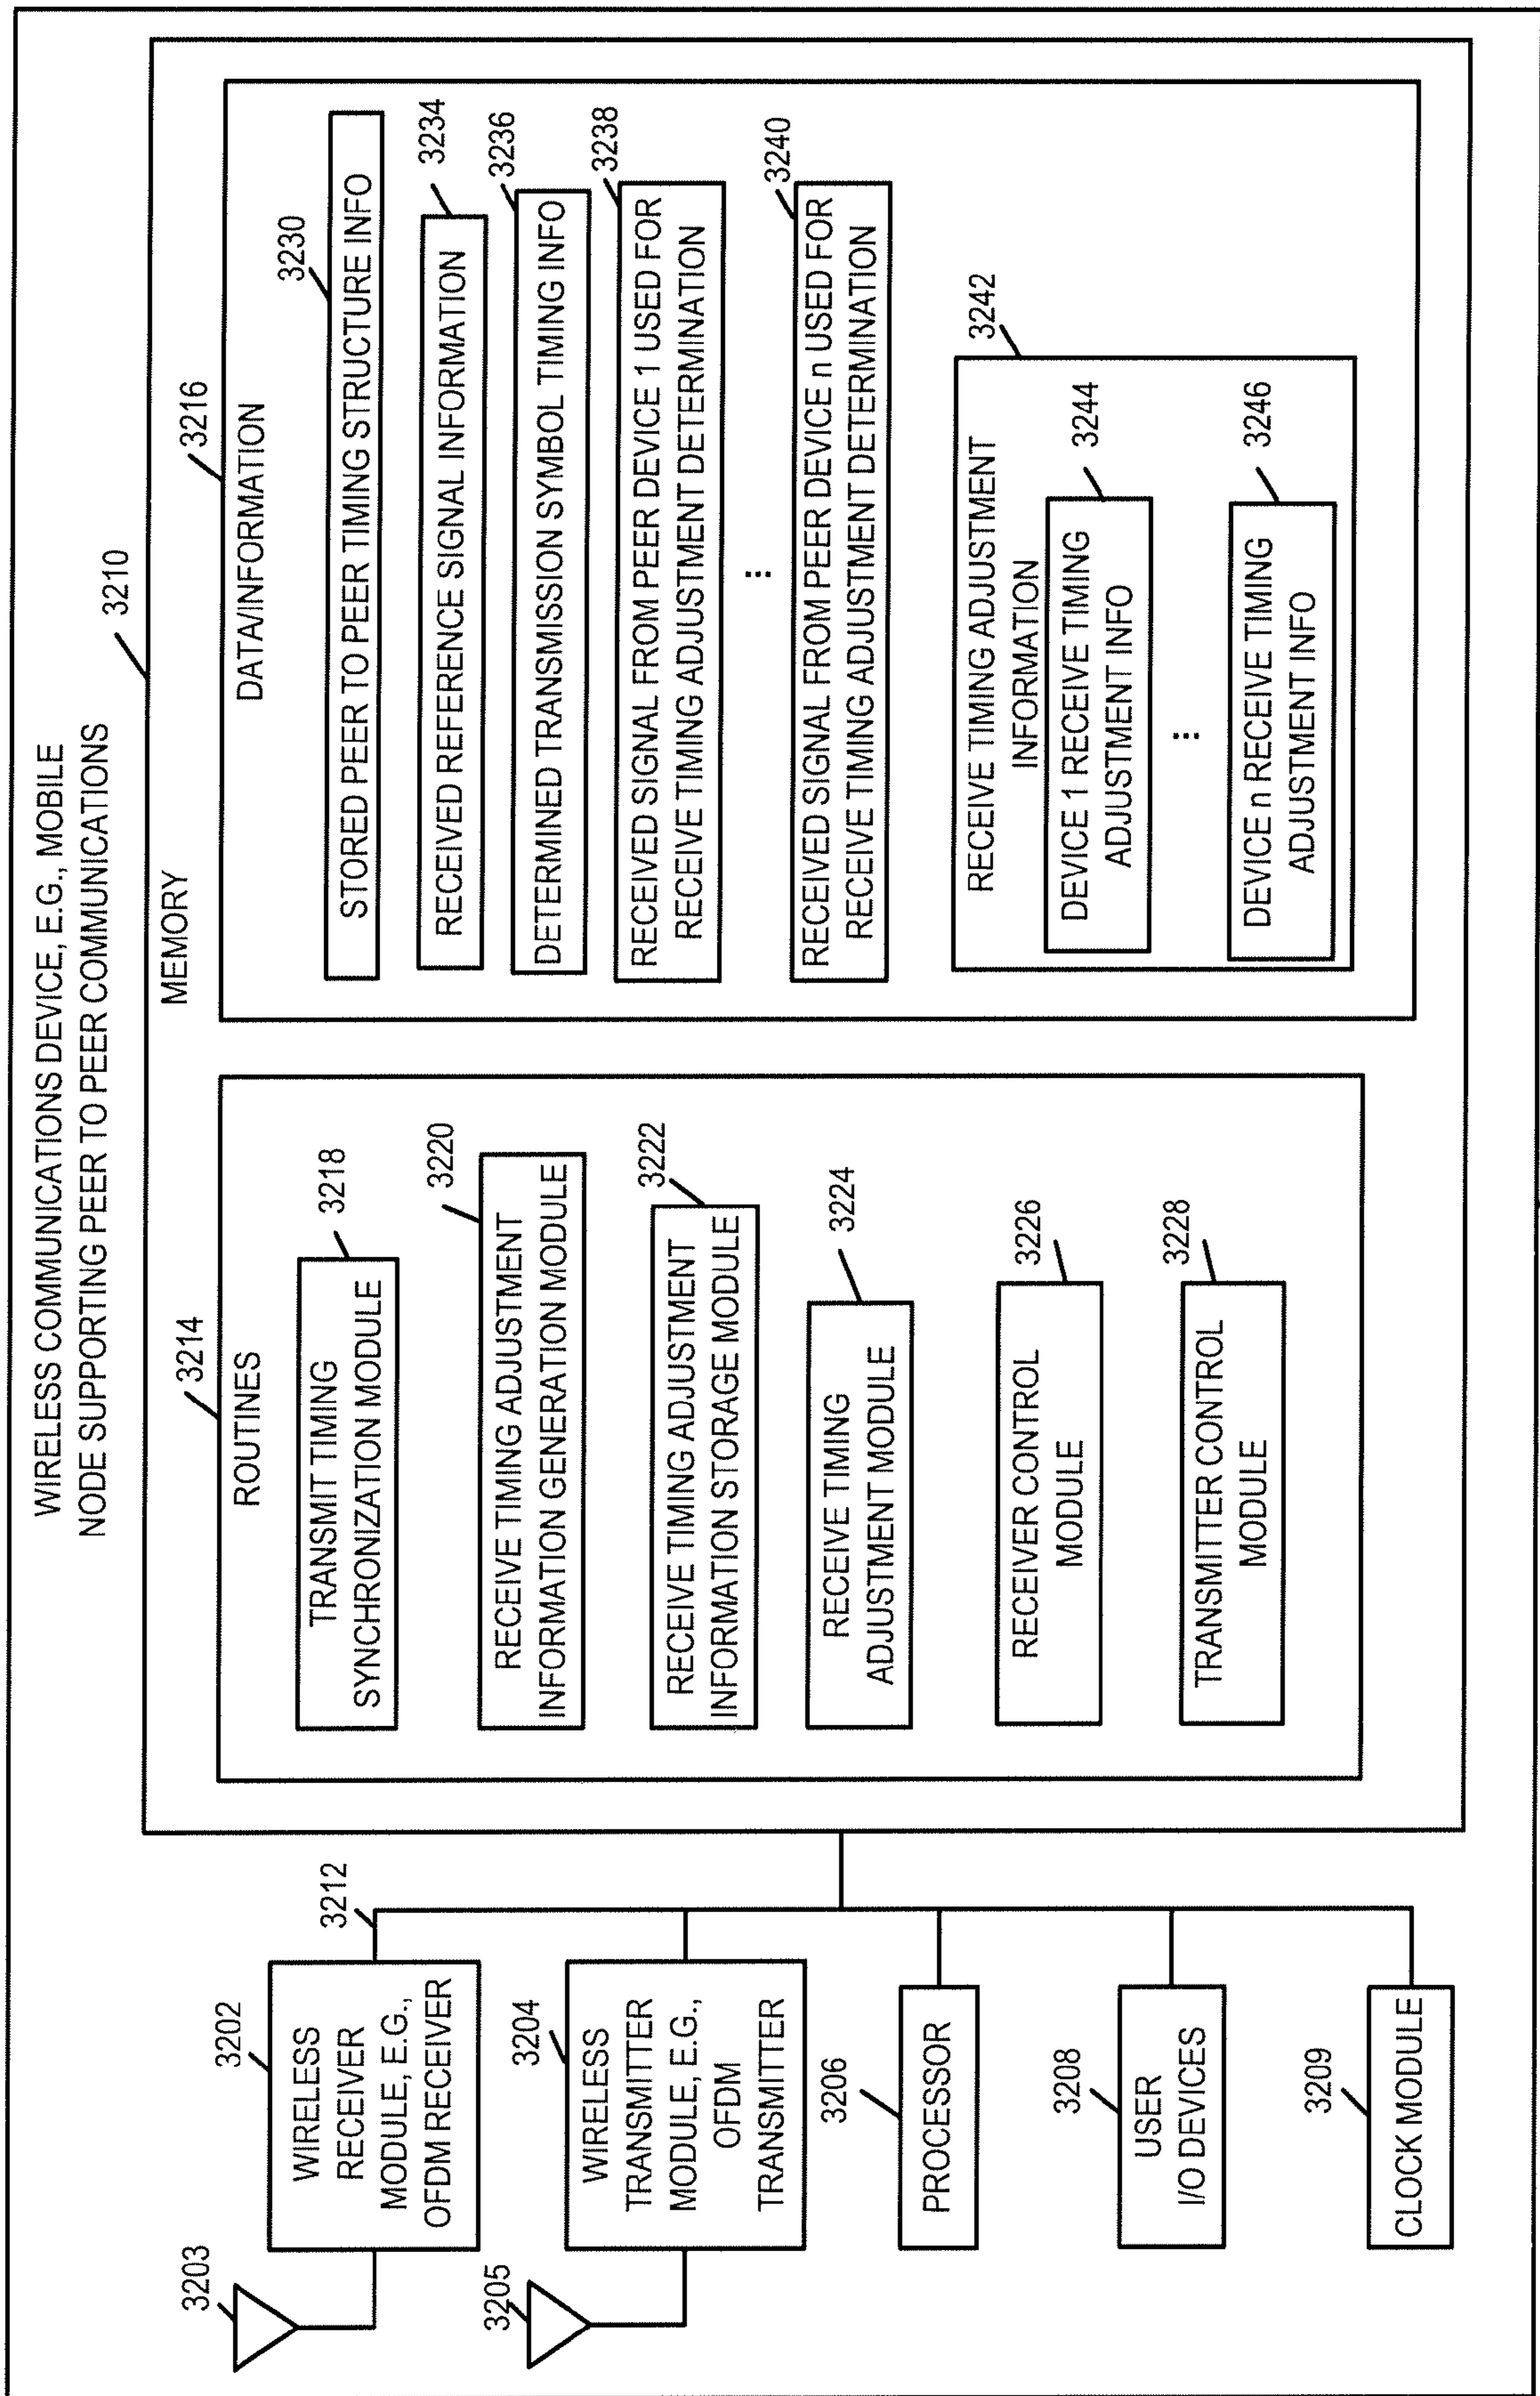 WIRELESS COMMUNICATIONS DEVICE, E.G., MOBILE
NODE SUPPORTING PEER TO PEER COMMUNICATIONS
3203
3202
WIRELESS
RECEIVER
MODULE, E.G.,
OFDM RECEIVER
3212
3205
3204
WIRELESS
TRANSMITTER
MODULE, E.G.,
OFDM
TRANSMITTER
3206
PROCESSOR
3208
USER
I/O DEVICES
3209
CLOCK MODULE
3210
MEMORY
3214
ROUTINES
3218
TRANSMIT TIMING
SYNCHRONIZATION MODULE
3220
RECEIVE TIMING ADJUSTMENT
INFORMATION GENERATION MODULE
3222
RECEIVE TIMING ADJUSTMENT
INFORMATION STORAGE MODULE
3224
RECEIVE TIMING
ADJUSTMENT MODULE
3226
RECEIVER CONTROL
MODULE
3228
TRANSMITTER CONTROL
MODULE
3216
DATA/INFORMATION
3230
STORED PEER TO PEER TIMING STRUCTURE INFO
3234
RECEIVED REFERENCE SIGNAL INFORMATION
3236
DETERMINED TRANSMISSION SYMBOL TIMING INFO
3238
RECEIVED SIGNAL FROM PEER DEVICE 1 USED FOR
RECEIVE TIMING ADJUSTMENT DETERMINATION
...
3240
RECEIVED SIGNAL FROM PEER DEVICE n USED FOR
RECEIVE TIMING ADJUSTMENT DETERMINATION
3242
RECEIVE TIMING ADJUSTMENT
INFORMATION
3244
DEVICE 1 RECEIVE TIMING
ADJUSTMENT INFO
...
3246
DEVICE n RECEIVE TIMING
ADJUSTMENT INFO